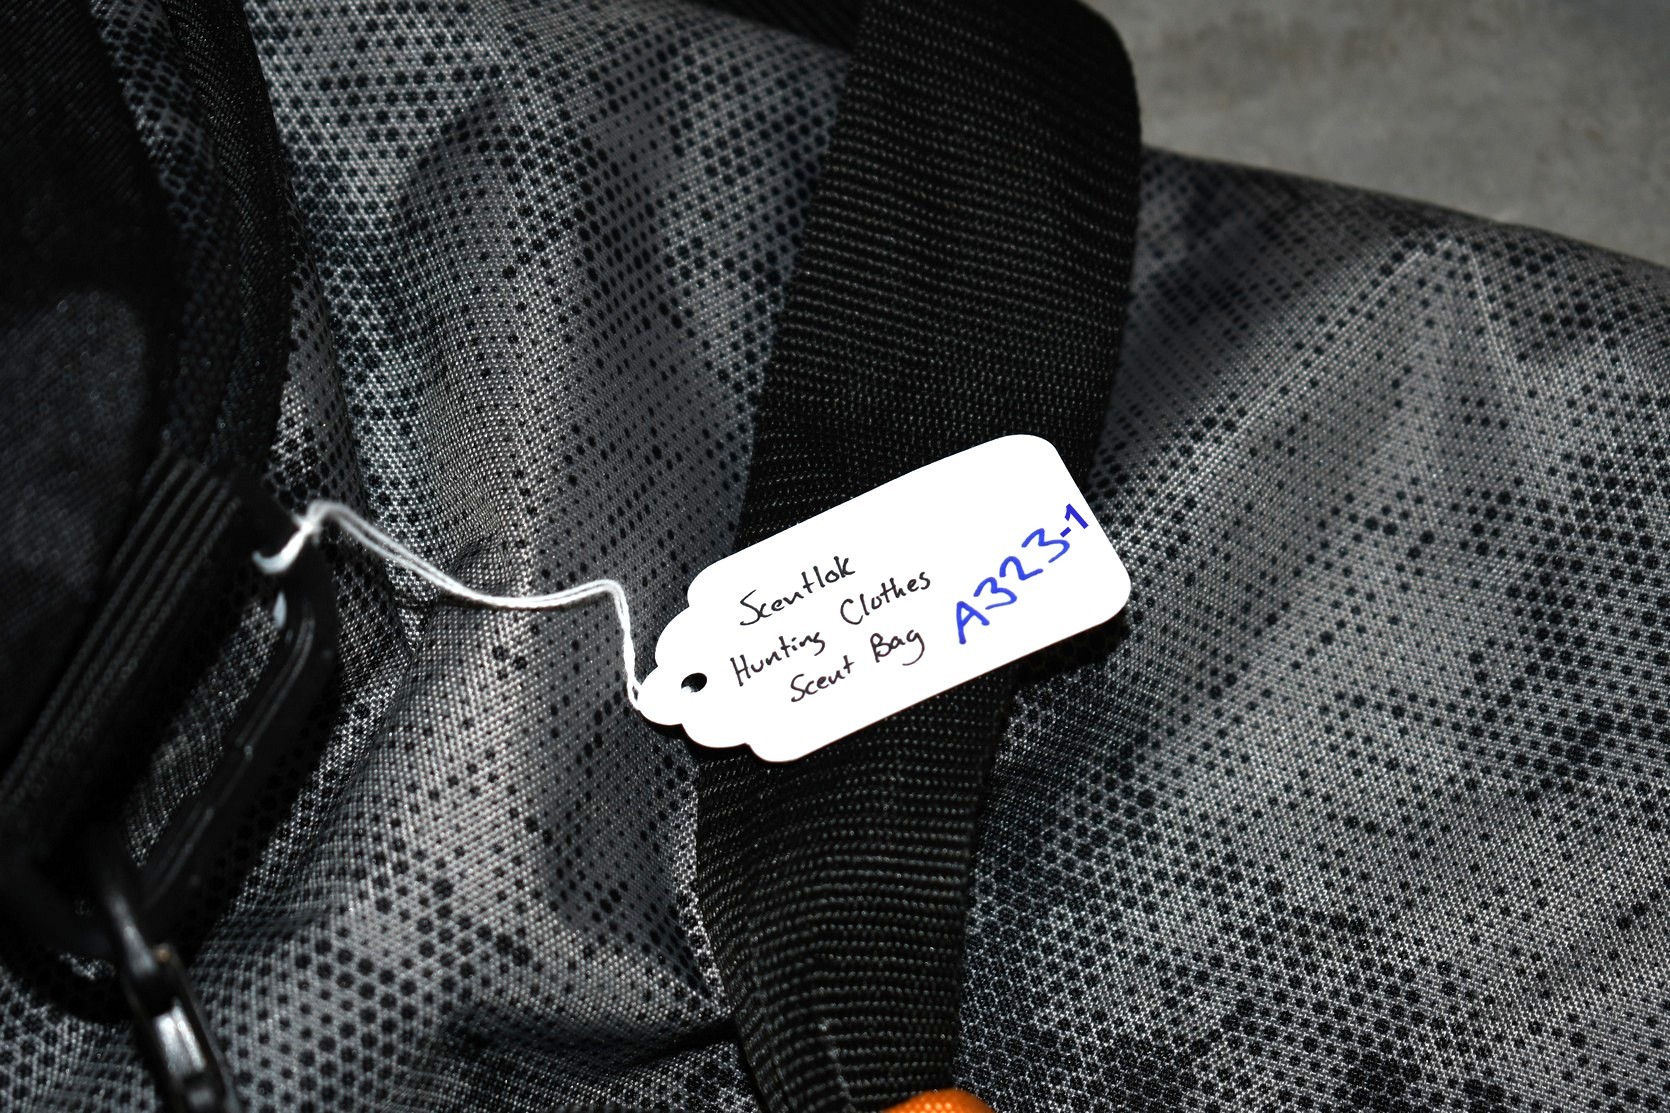 Scentlok
Hunting Clothes
Scent Bag
A323-1